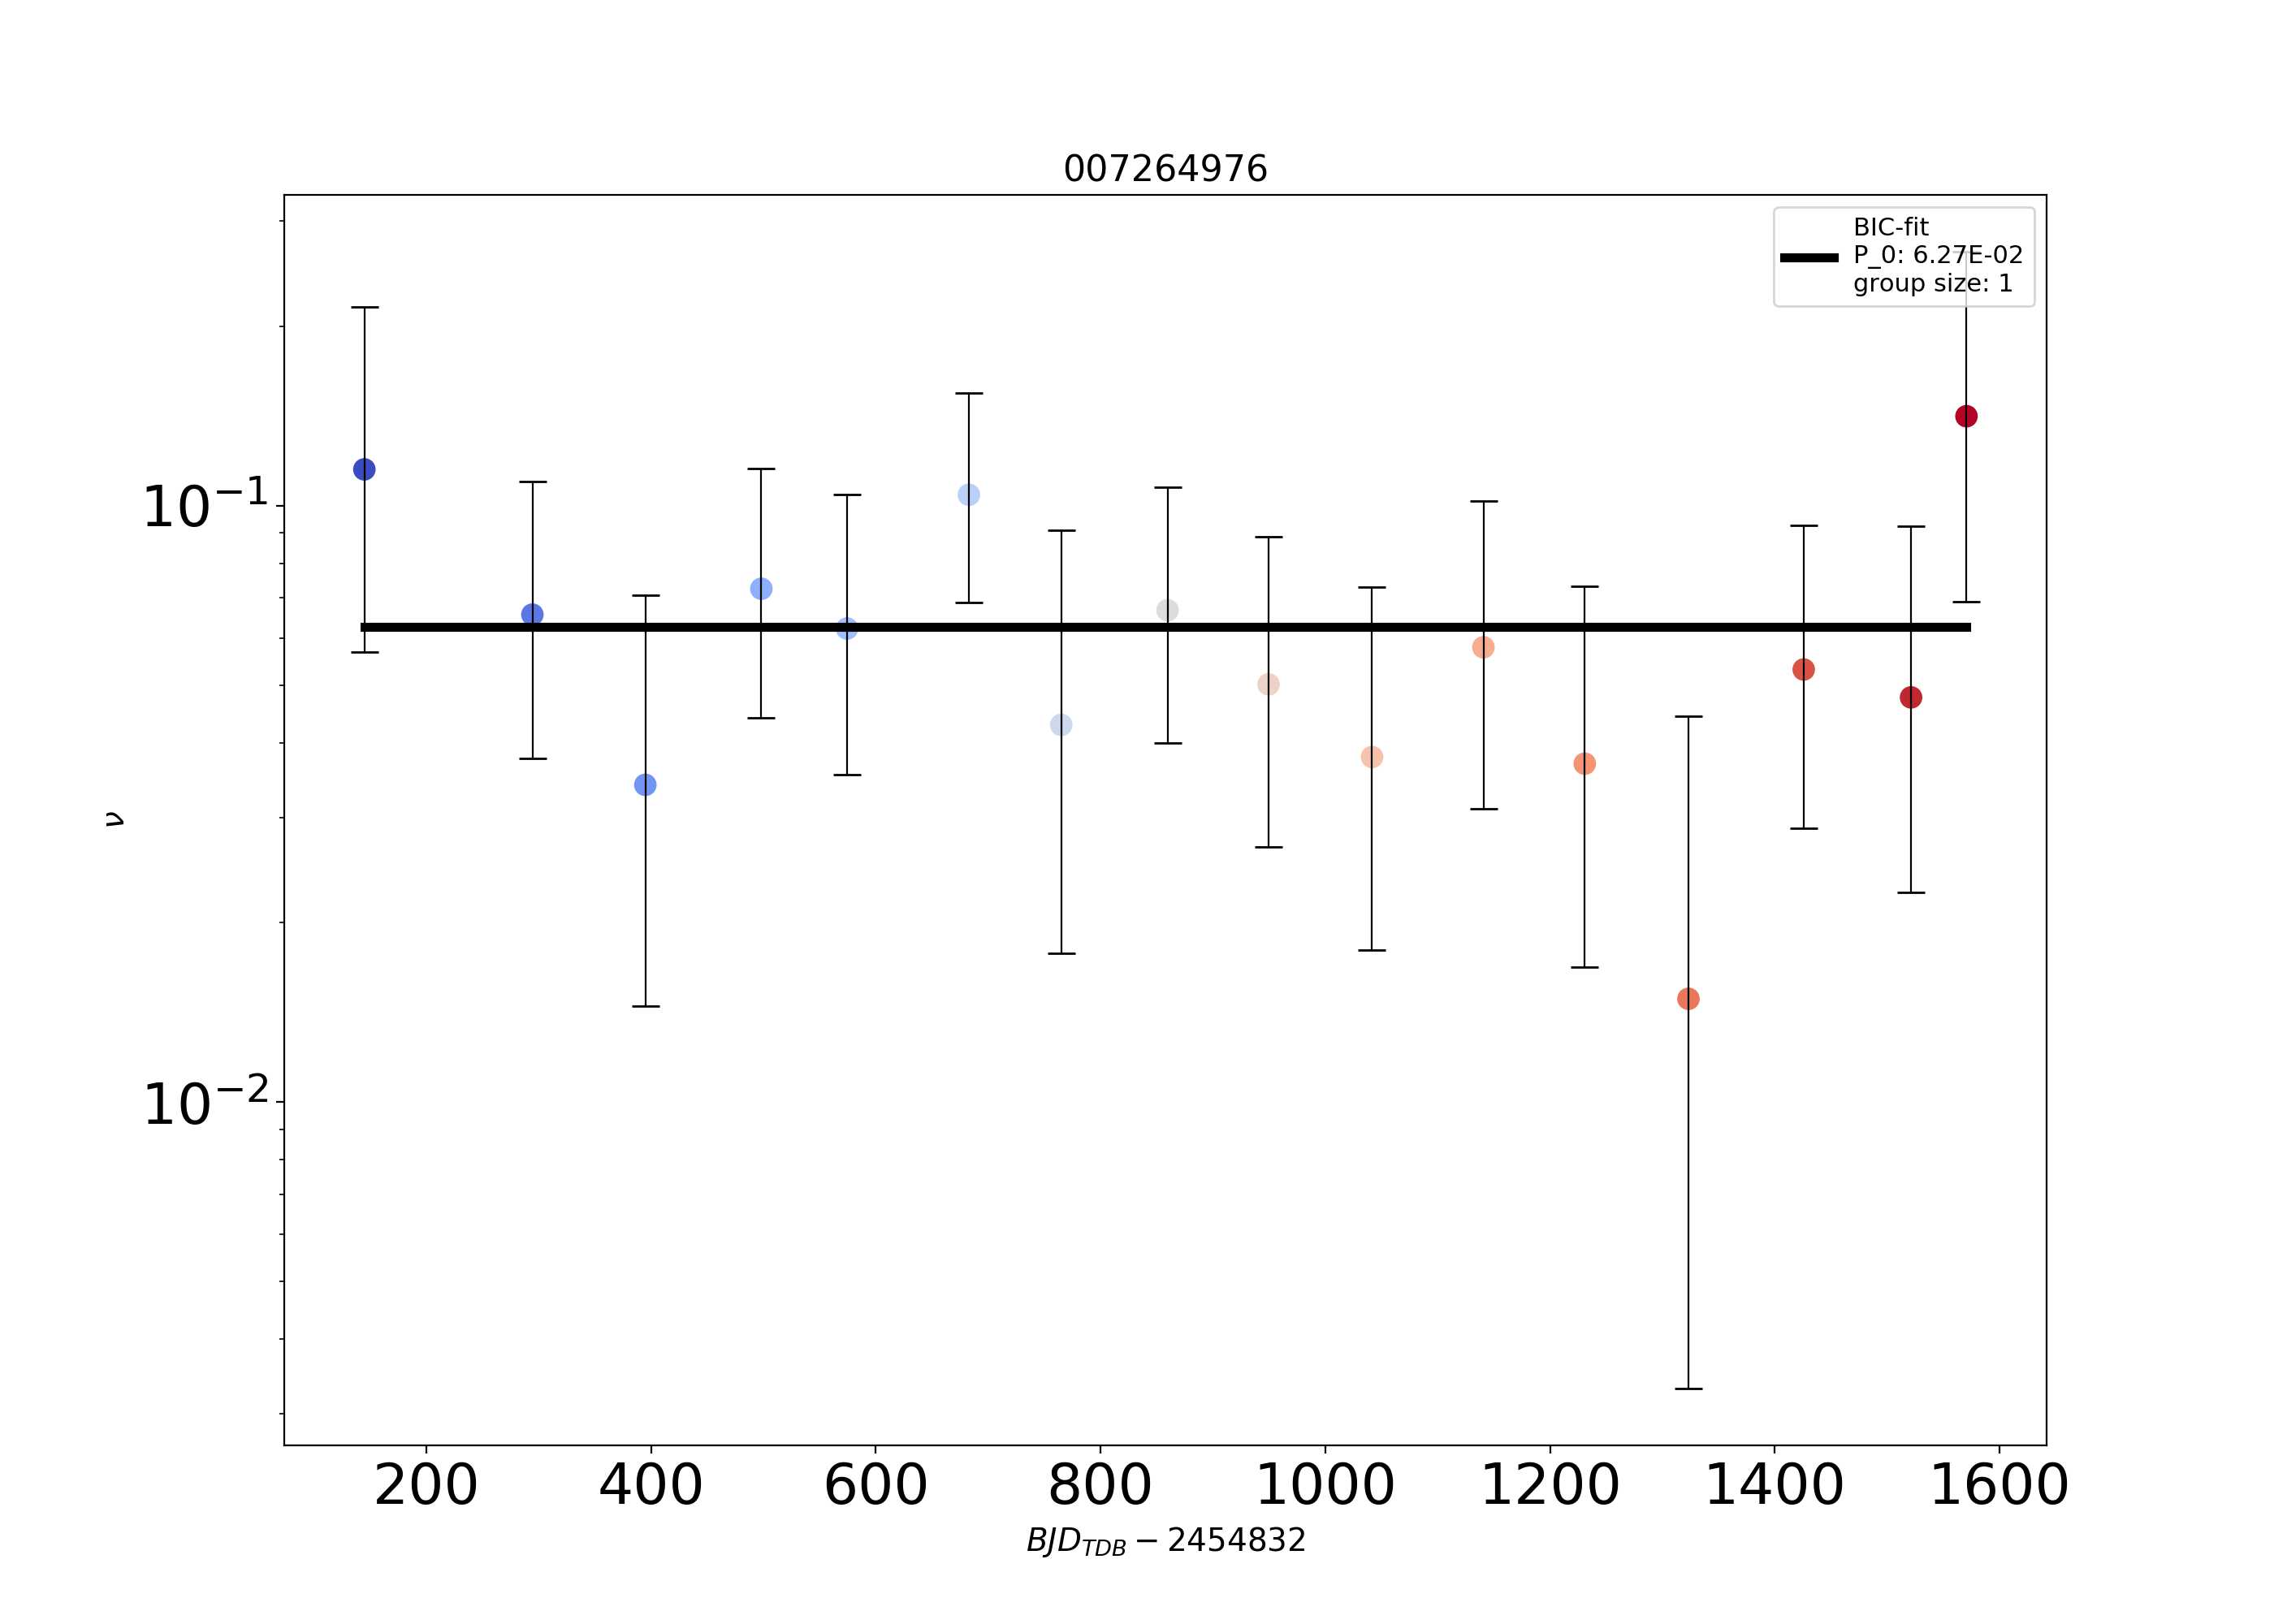 007264976
BIC-fit
P_0: 6.27E-02
group size: 1
10⁻¹
10⁻²
ν
200 400 600 800 1000 1200 1400 1600
BJD_TDB − 2454832